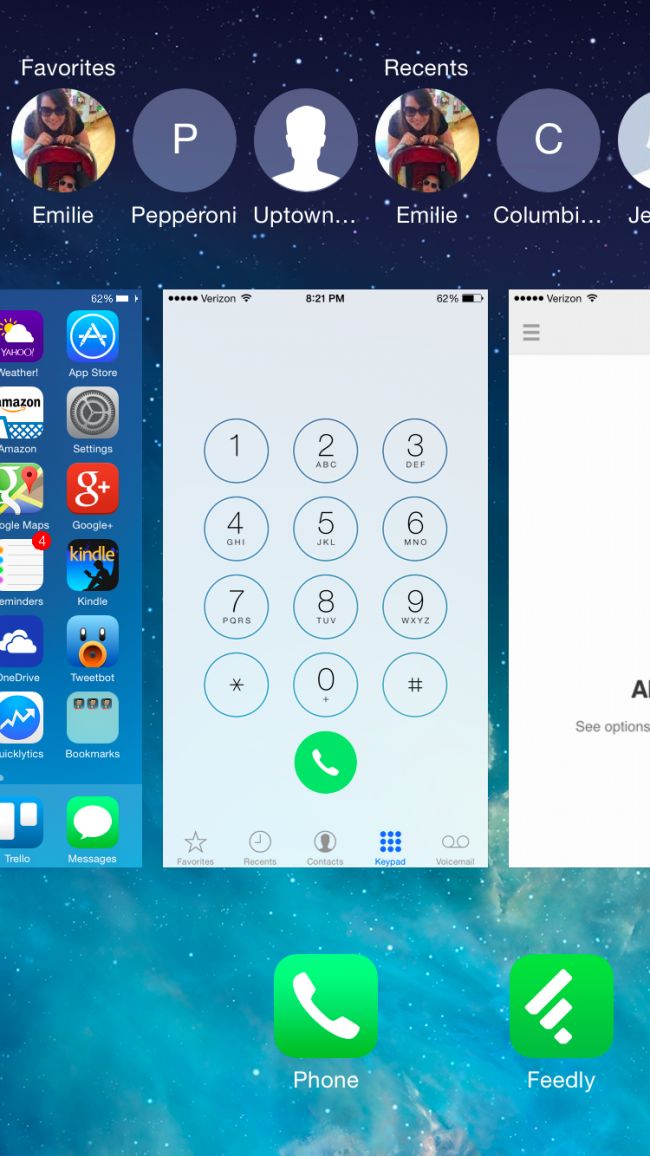 Favorites
Recents
P
C
Emilie
Pepperoni
Uptown...
Emilie
Columbi...
Je
62%
Verizon
8:21 PM
62%
Verizon
YAHOO!
Weather!
App Store
amazon
Amazon
Settings
g+
ogle Maps
Google+
4
kindle
eminders
Kindle
OneDrive
Tweetbot
uicklytics
Bookmarks
Trello
Messages
1
2
ABC
3
DEF
4
GHI
5
JKL
6
MNO
7
PQRS
8
TUV
9
WXYZ
*
0
+
#
Favorites
Recents
Contacts
Keypad
Voicemail
Al
See options
Phone
Feedly